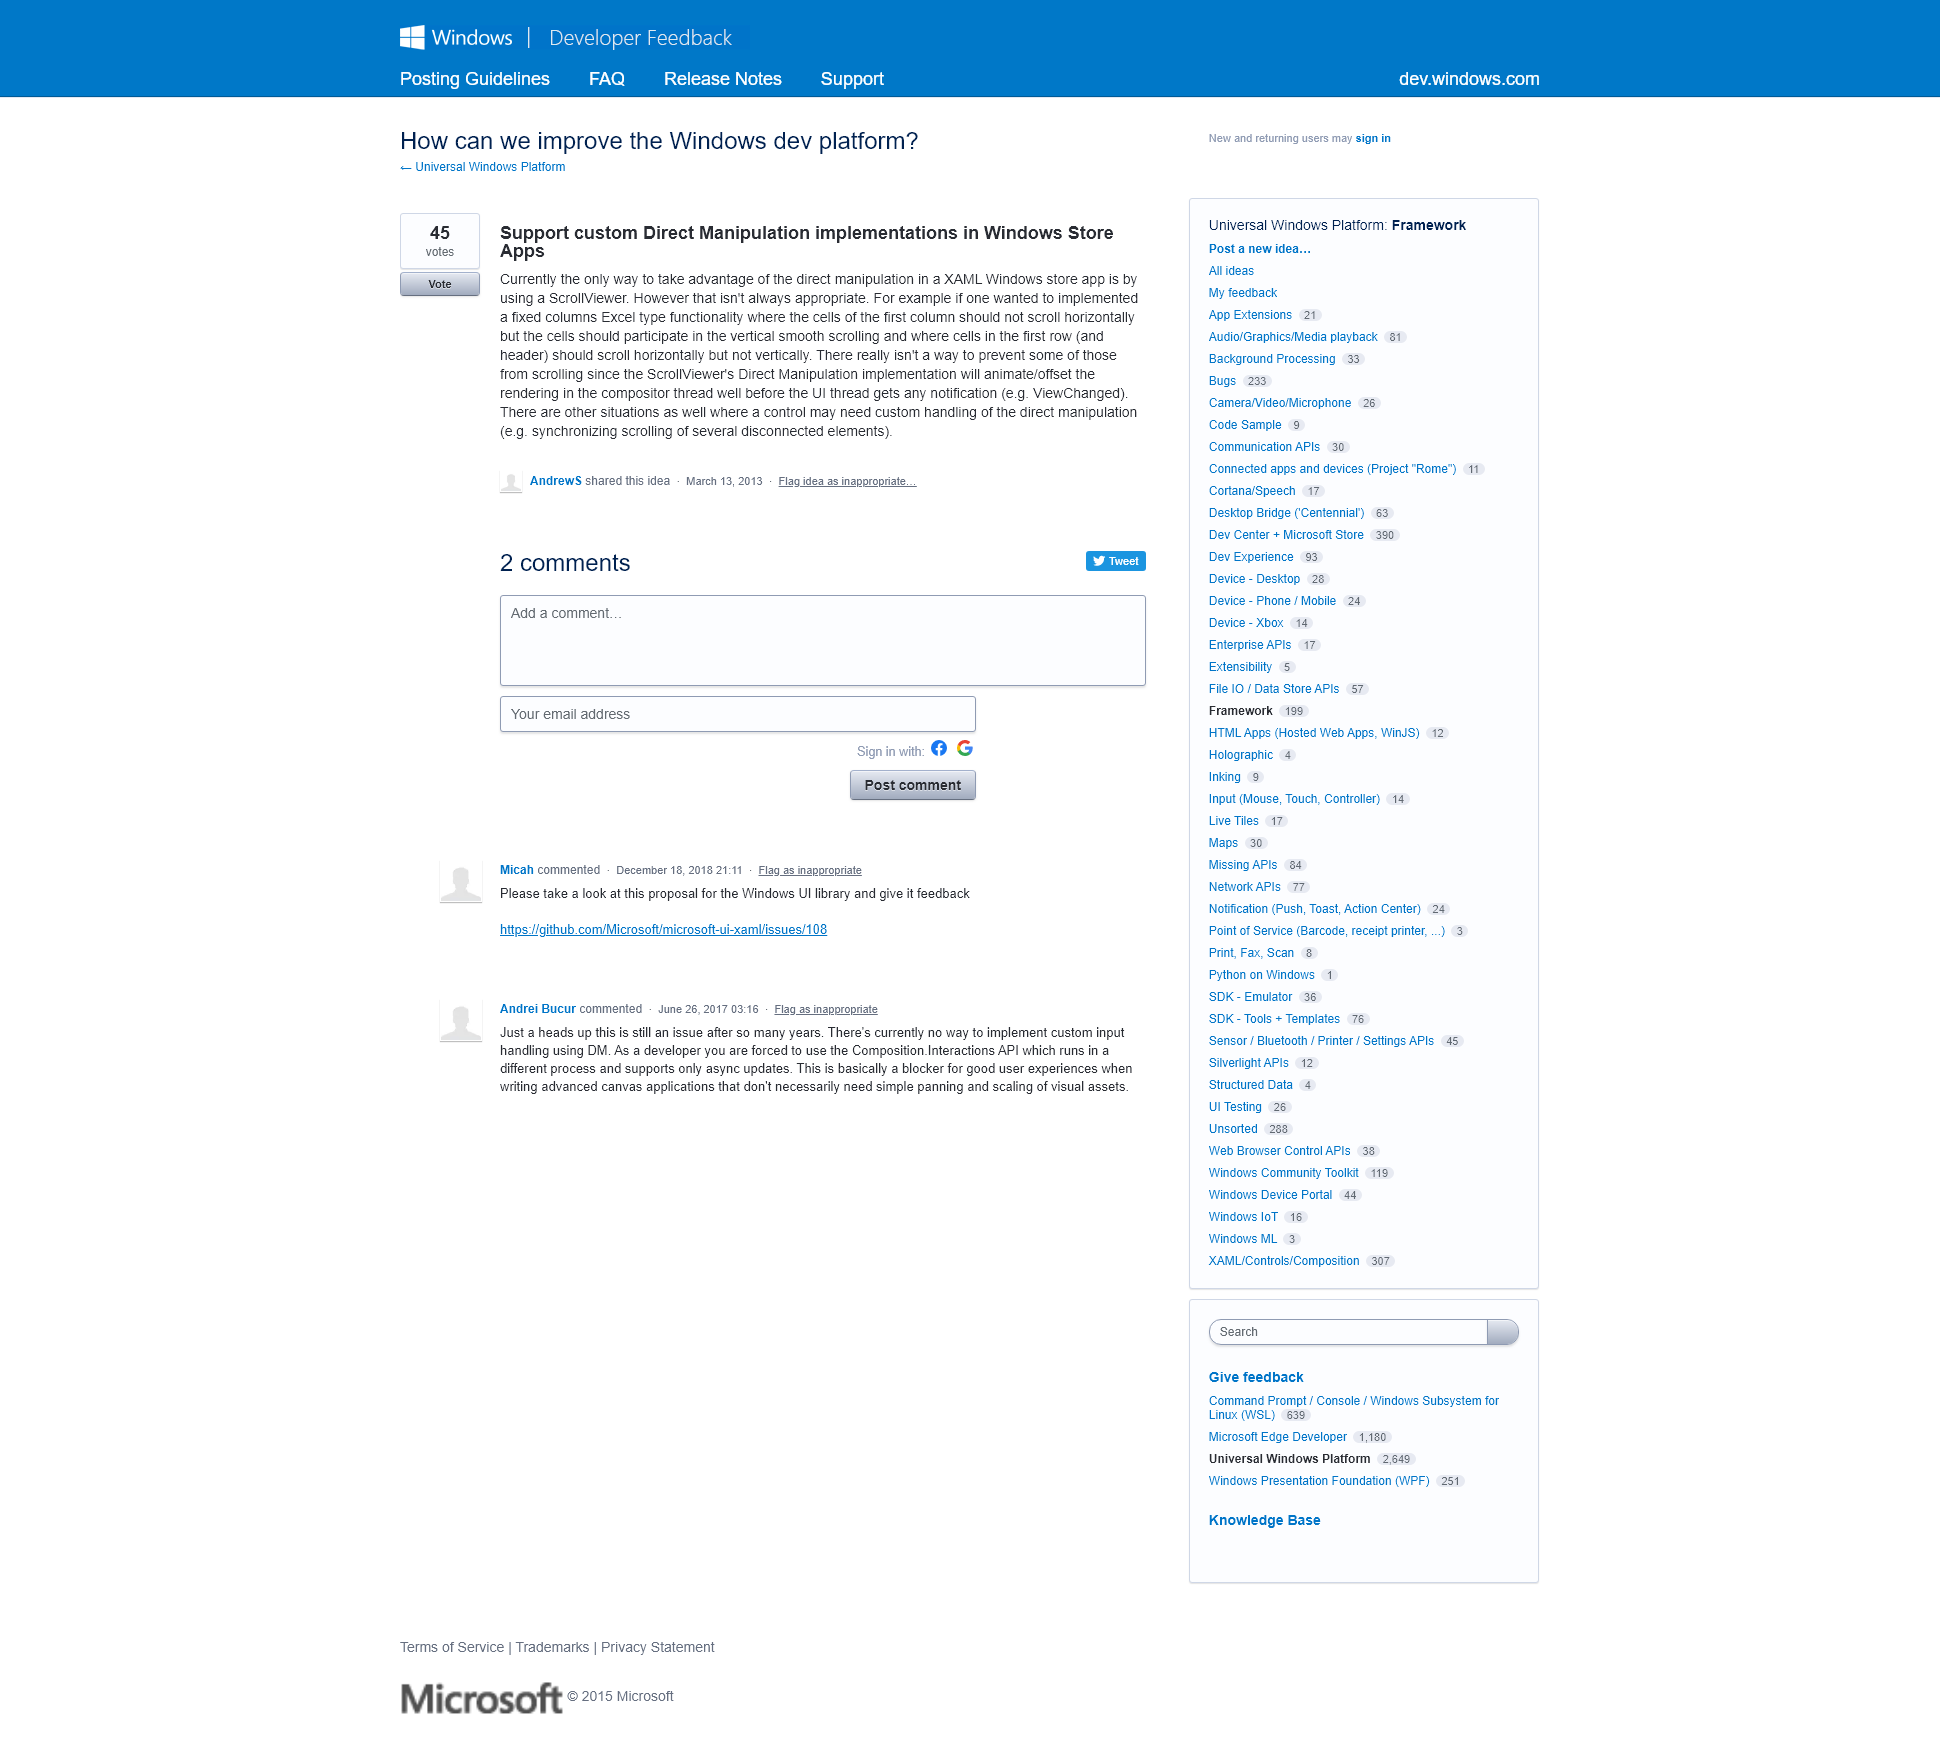 Windows | Developer Feedback
Posting Guidelines FAQ Release Notes Support dev.windows.com
How can we improve the Windows dev platform?
← Universal Windows Platform
New and returning users may sign in
45
votes
Vote
Support custom Direct Manipulation implementations in Windows Store
Apps
Currently the only way to take advantage of the direct manipulation in a XAML Windows store app is by
using a ScrollViewer. However that isn't always appropriate. For example if one wanted to implemented
a fixed columns Excel type functionality where the cells of the first column should not scroll horizontally
but the cells should participate in the vertical smooth scrolling and where cells in the first row (and
header) should scroll horizontally but not vertically. There really isn't a way to prevent some of those
from scrolling since the ScrollViewer's Direct Manipulation implementation will animate/offset the
rendering in the compositor thread well before the UI thread gets any notification (e.g. ViewChanged).
There are other situations as well where a control may need custom handling of the direct manipulation
(e.g. synchronizing scrolling of several disconnected elements).
AndrewS shared this idea · March 13, 2013 · Flag idea as inappropriate…
2 comments
Tweet
Add a comment…
Your email address
Sign in with:
Post comment
Micah commented · December 18, 2018 21:11 · Flag as inappropriate
Please take a look at this proposal for the Windows UI library and give it feedback
https://github.com/Microsoft/microsoft-ui-xaml/issues/108
Andrei Bucur commented · June 26, 2017 03:16 · Flag as inappropriate
Just a heads up this is still an issue after so many years. There's currently no way to implement custom input
handling using DM. As a developer you are forced to use the Composition.Interactions API which runs in a
different process and supports only async updates. This is basically a blocker for good user experiences when
writing advanced canvas applications that don't necessarily need simple panning and scaling of visual assets.
Universal Windows Platform: Framework
Post a new idea…
All ideas
My feedback
App Extensions 21
Audio/Graphics/Media playback 81
Background Processing 33
Bugs 233
Camera/Video/Microphone 26
Code Sample 9
Communication APIs 30
Connected apps and devices (Project "Rome") 11
Cortana/Speech 17
Desktop Bridge ('Centennial') 63
Dev Center + Microsoft Store 390
Dev Experience 93
Device - Desktop 28
Device - Phone / Mobile 24
Device - Xbox 14
Enterprise APIs 17
Extensibility 5
File IO / Data Store APIs 57
Framework 199
HTML Apps (Hosted Web Apps, WinJS) 12
Holographic 4
Inking 9
Input (Mouse, Touch, Controller) 14
Live Tiles 17
Maps 30
Missing APIs 84
Network APIs 77
Notification (Push, Toast, Action Center) 24
Point of Service (Barcode, receipt printer, …) 3
Print, Fax, Scan 8
Python on Windows 1
SDK - Emulator 36
SDK - Tools + Templates 76
Sensor / Bluetooth / Printer / Settings APIs 45
Silverlight APIs 12
Structured Data 4
UI Testing 26
Unsorted 288
Web Browser Control APIs 38
Windows Community Toolkit 119
Windows Device Portal 44
Windows IoT 16
Windows ML 3
XAML/Controls/Composition 307
Search
Give feedback
Command Prompt / Console / Windows Subsystem for
Linux (WSL) 639
Microsoft Edge Developer 1,180
Universal Windows Platform 2,649
Windows Presentation Foundation (WPF) 251
Knowledge Base
Terms of Service | Trademarks | Privacy Statement
Microsoft © 2015 Microsoft